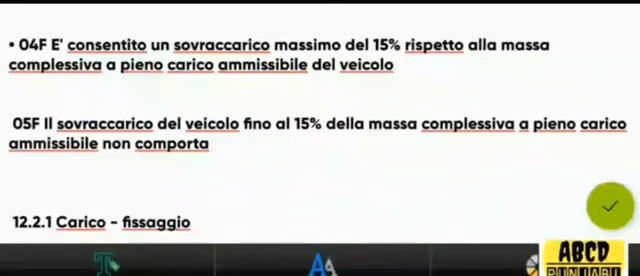 • 04F E' consentito un sovraccarico massimo del 15% rispetto alla massa
complessiva a pieno carico ammissibile del veicolo
05F Il sovraccarico del veicolo fino al 15% della massa complessiva a pieno carico
ammissibile non comporta
12.2.1 Carico - fissaggio
ABCD
PUNJABI